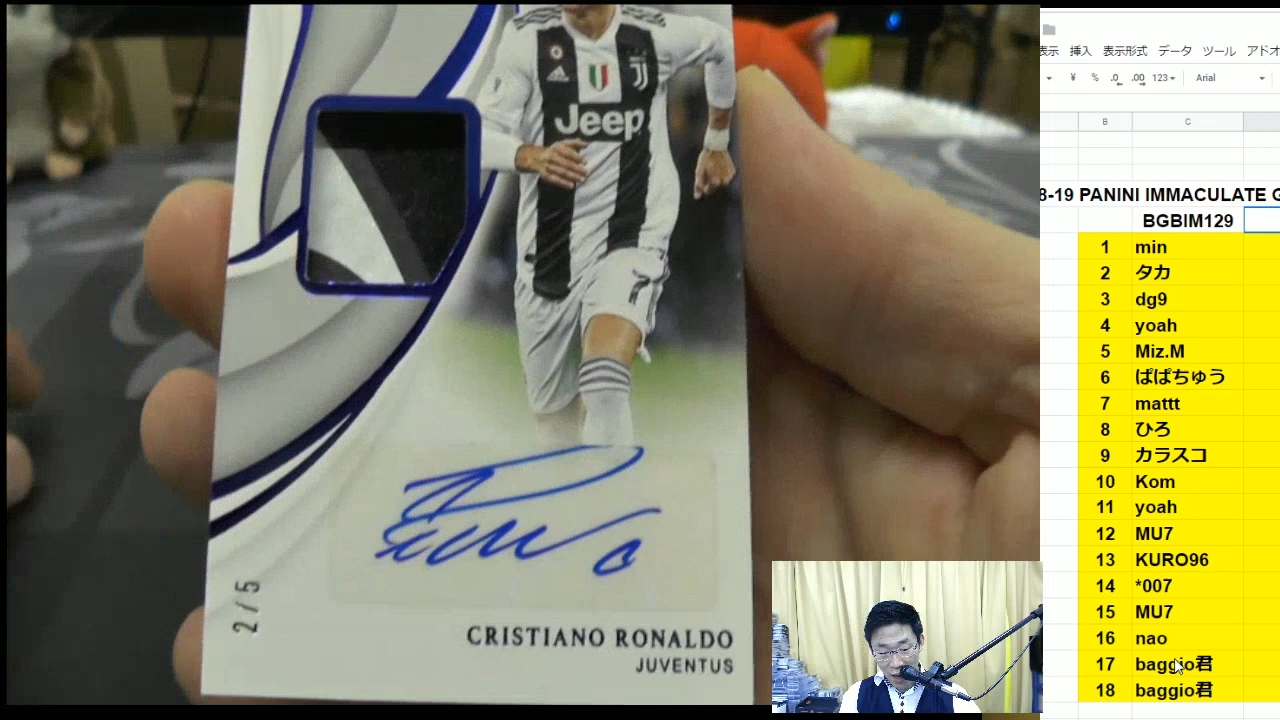 Jeep
7
2/5
CRISTIANO RONALDO
JUVENTUS
表示 挿入 表示形式 データ ツール アドオ
¥ % .0 .00 123 Arial
B C
8-19 PANINI IMMACULATE
BGBIM129
1 min
2 タカ
3 dg9
4 yoah
5 Miz.M
6 ぱぱちゅう
7 mattt
8 ひろ
9 カラスコ
10 Kom
11 yoah
12 MU7
13 KURO96
14 *007
15 MU7
16 nao
17 baggio君
18 baggio君